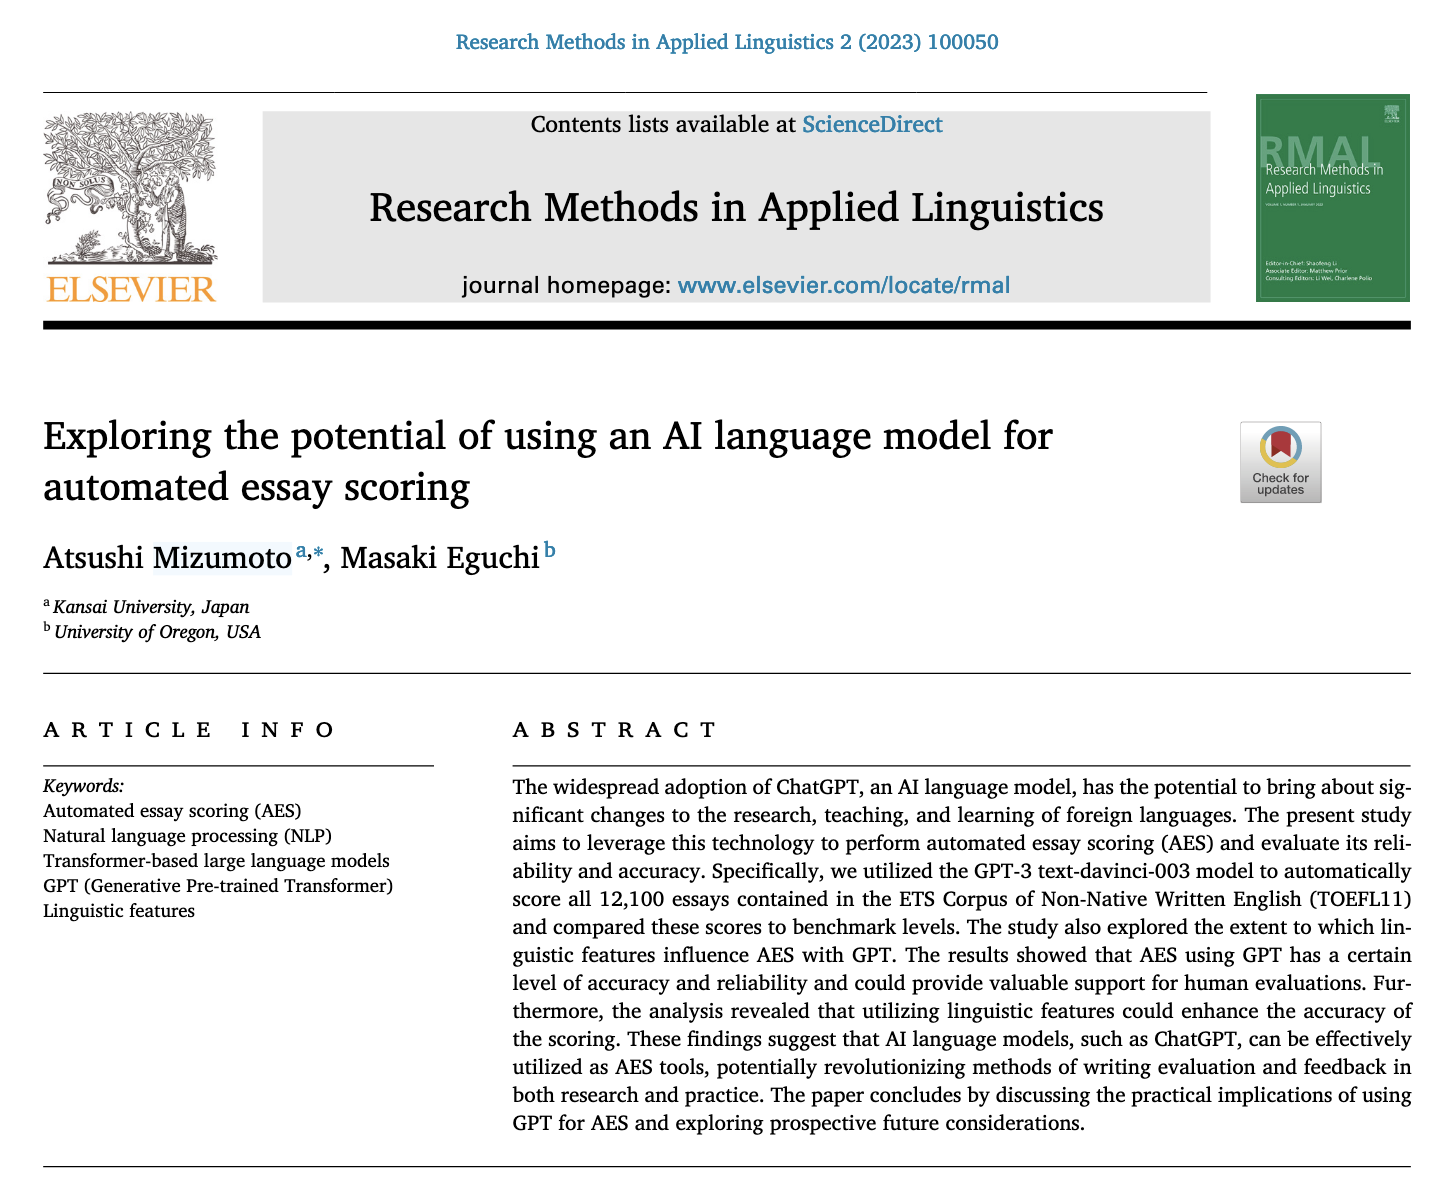 Research Methods in Applied Linguistics 2 (2023) 100050
Contents lists available at ScienceDirect
Research Methods in Applied Linguistics
journal homepage: www.elsevier.com/locate/rmal
NON SOLUS
ELSEVIER
RMAL
Research Methods in
Applied Linguistics
Editor-in-Chief: Shaofeng Li
Associate Editor: Matthew Prior
Consulting Editors: Li Wei, Charlene Polio
Exploring the potential of using an AI language model for
automated essay scoring
Check for
updates
Atsushi Mizumoto a,*, Masaki Eguchi b
a Kansai University, Japan
b University of Oregon, USA
ARTICLE INFO
Keywords:
Automated essay scoring (AES)
Natural language processing (NLP)
Transformer-based large language models
GPT (Generative Pre-trained Transformer)
Linguistic features
ABSTRACT
The widespread adoption of ChatGPT, an AI language model, has the potential to bring about sig-
nificant changes to the research, teaching, and learning of foreign languages. The present study
aims to leverage this technology to perform automated essay scoring (AES) and evaluate its reli-
ability and accuracy. Specifically, we utilized the GPT-3 text-davinci-003 model to automatically
score all 12,100 essays contained in the ETS Corpus of Non-Native Written English (TOEFL11)
and compared these scores to benchmark levels. The study also explored the extent to which lin-
guistic features influence AES with GPT. The results showed that AES using GPT has a certain
level of accuracy and reliability and could provide valuable support for human evaluations. Fur-
thermore, the analysis revealed that utilizing linguistic features could enhance the accuracy of
the scoring. These findings suggest that AI language models, such as ChatGPT, can be effectively
utilized as AES tools, potentially revolutionizing methods of writing evaluation and feedback in
both research and practice. The paper concludes by discussing the practical implications of using
GPT for AES and exploring prospective future considerations.